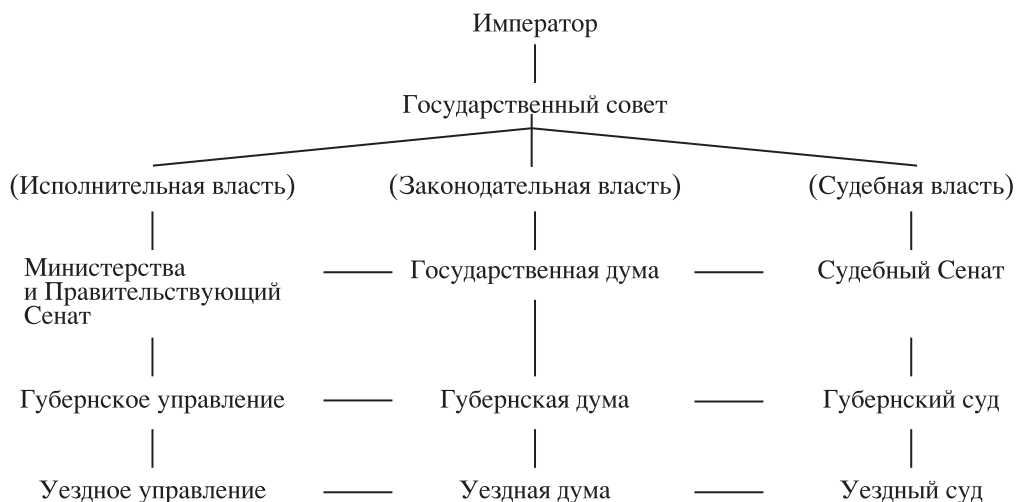 Император
Государственный совет
(Исполнительная власть) (Законодательная власть) (Судебная власть)
Министерства
и Правительствующий
Сенат
Государственная дума
Судебный Сенат
Губернское управление Губернская дума Губернский суд
Уездное управление Уездная дума Уездный суд